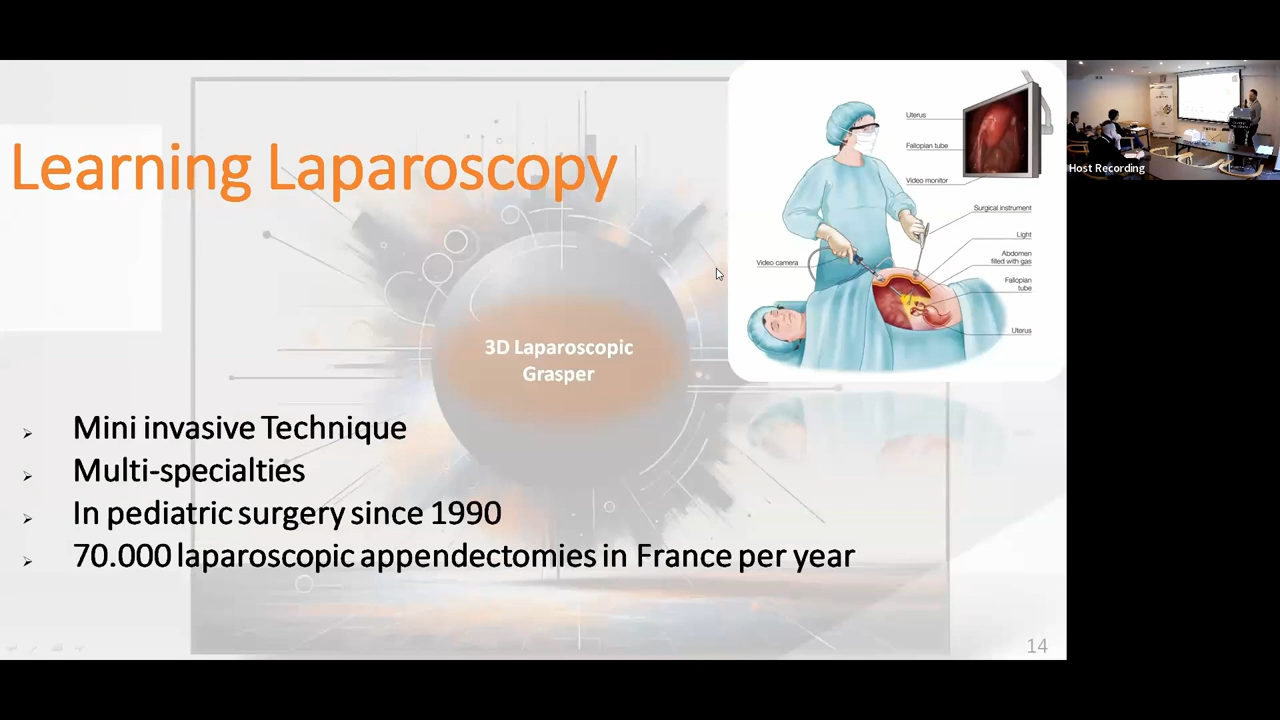 Learning Laparoscopy
3D Laparoscopic
Grasper
Mini invasive Technique
Multi-specialties
In pediatric surgery since 1990
70.000 laparoscopic appendectomies in France per year
Uterus
Fallopian tube
Video monitor
Surgical instrument
Light
Abdomen
filled with gas
Video camera
Fallopian
tube
Uterus
14
Host Recording